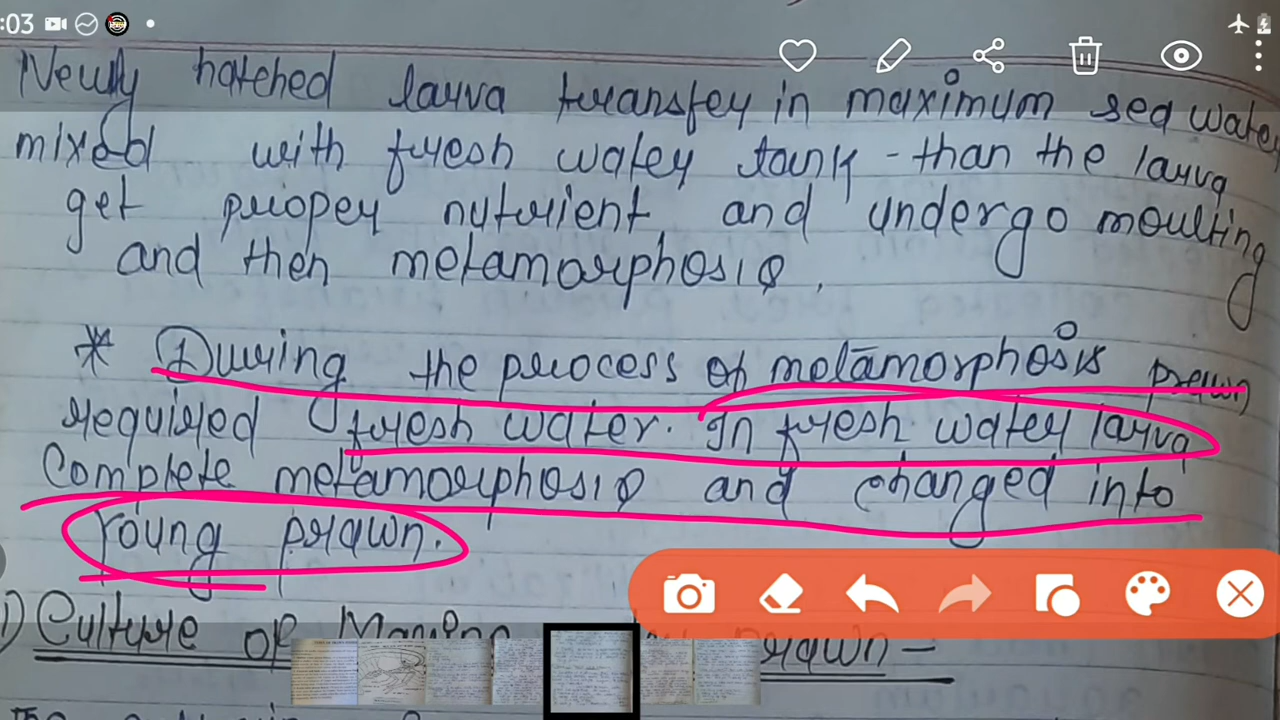 :03
Newly hatched larva transfer in maximum sea water
mixed with fresh water tank - than the larva
get proper nutrient and undergo moulting
and then metamorphosis.
* During the process of metamorphosis prawn
required fresh water. In fresh water larva
Complete metamorphosis and changed into
Young prawn.
i) Culture of prawn -